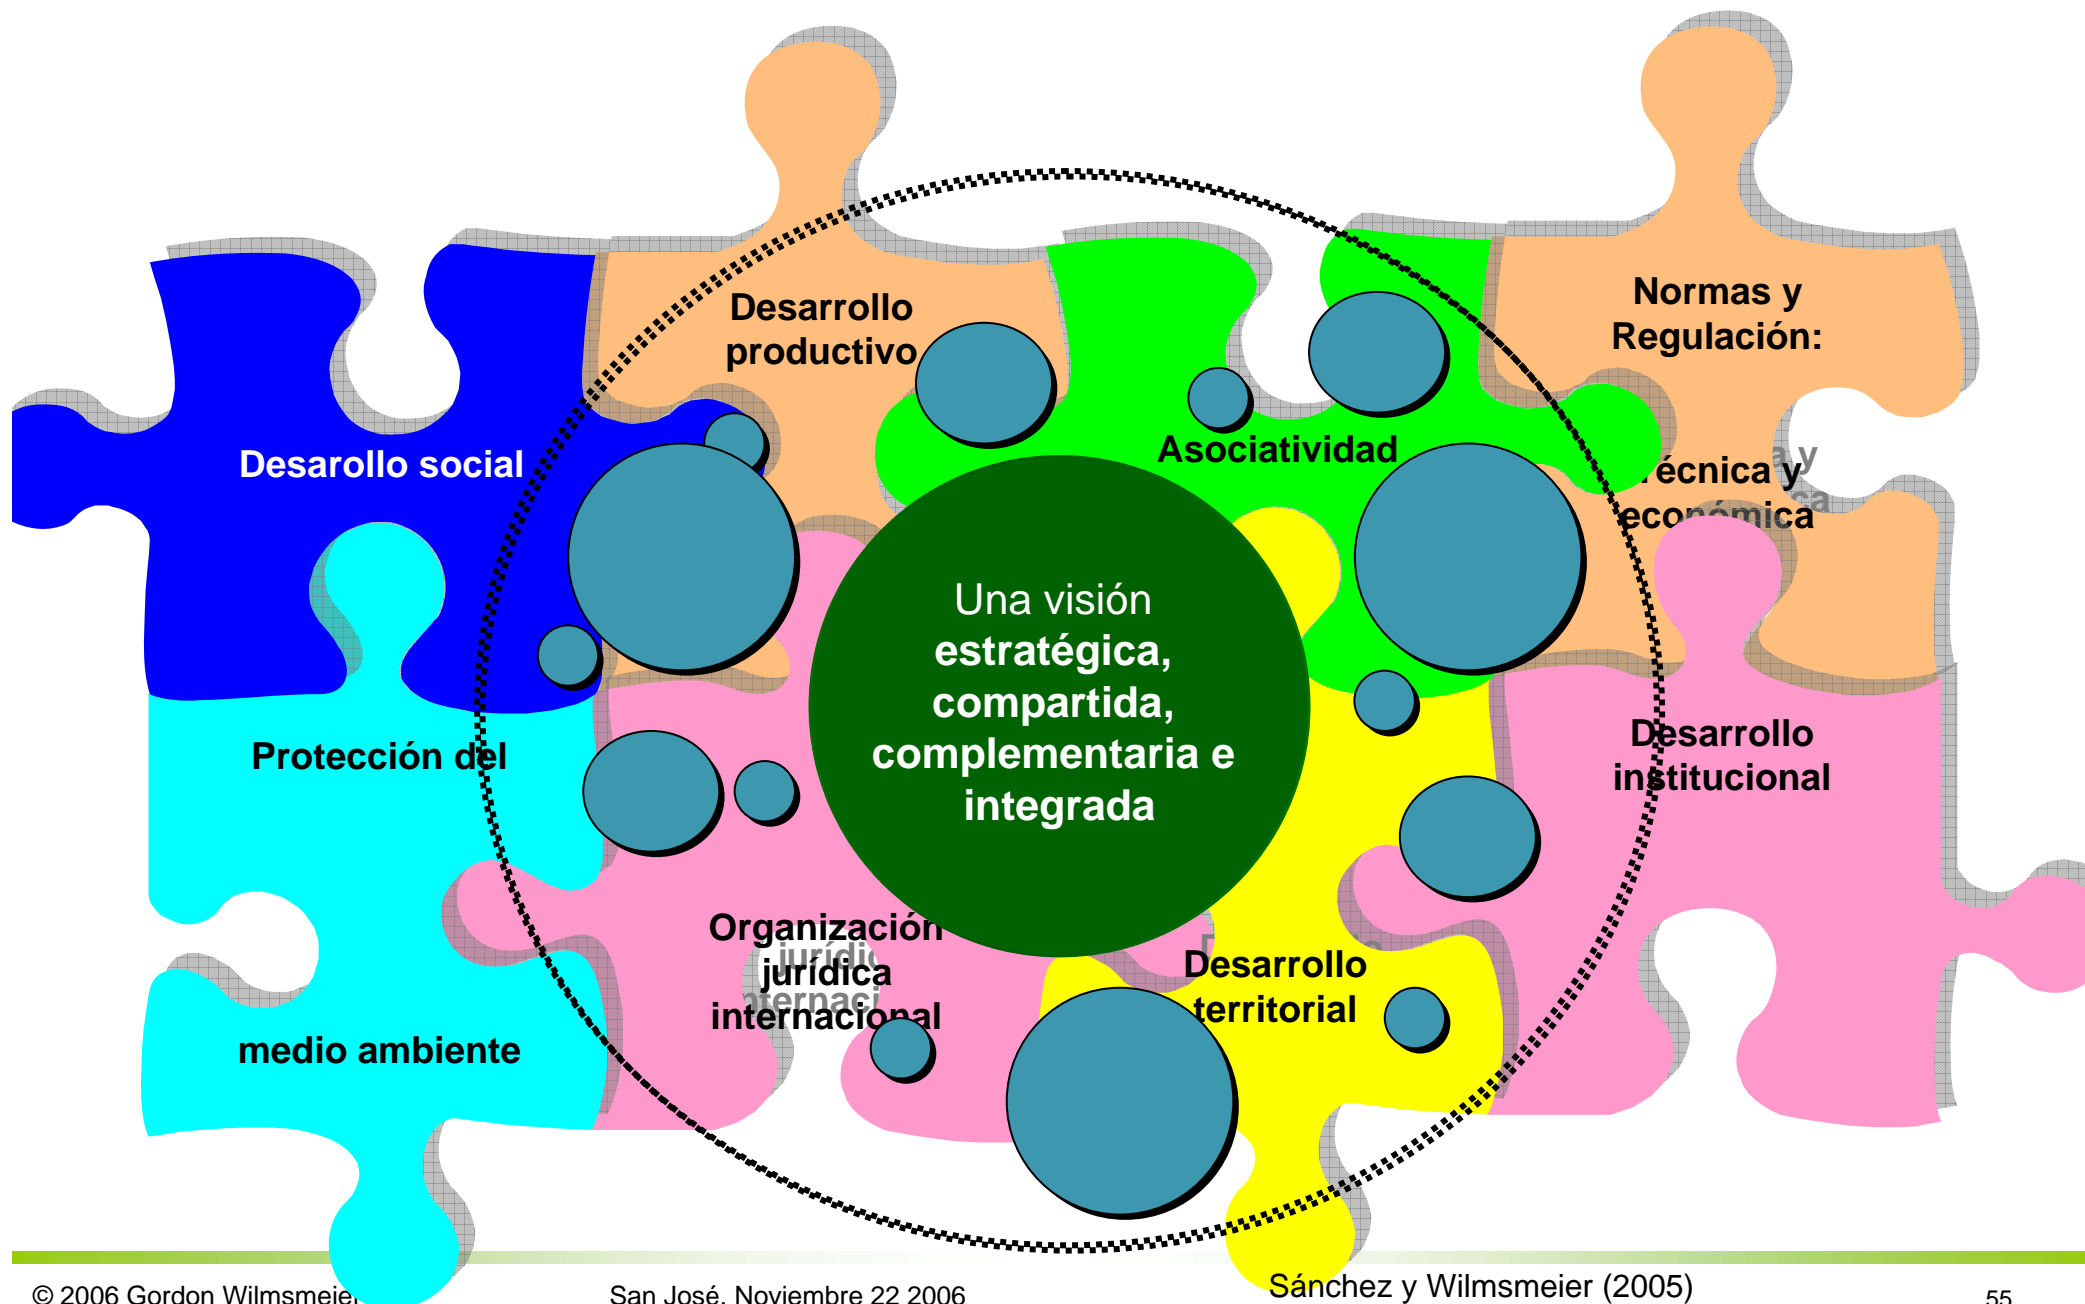 Desarrollo
productivo
Normas y
Regulación:
Técnica y
económica
Desarollo social
Asociatividad
Una visión
estratégica,
compartida,
complementaria e
integrada
Protección del
medio ambiente
Desarrollo
institucional
Organización
jurídica
internacional
Desarrollo
territorial
© 2006 Gordon Wilmsmeier
San José, Noviembre 22 2006
Sánchez y Wilmsmeier (2005)
55